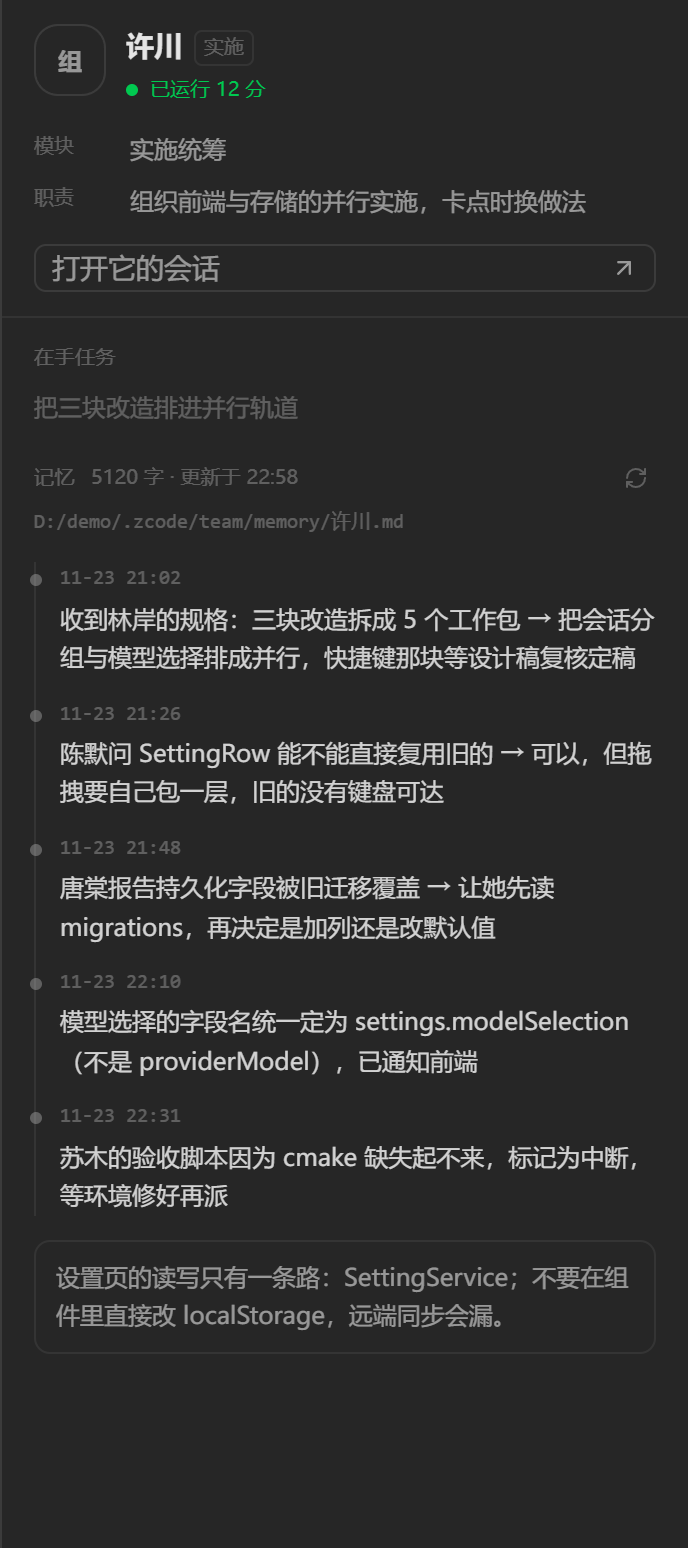 组
许川 实施
已运行 12 分
模块 实施统筹
职责 组织前端与存储的并行实施，卡点时换做法
打开它的会话
在手任务
把三块改造排进并行轨道
记忆 5120 字 · 更新于 22:58
D:/demo/.zcode/team/memory/许川.md
11-23 21:02
收到林岸的规格：三块改造拆成 5 个工作包 → 把会话分
组与模型选择排成并行，快捷键那块等设计稿复核定稿
11-23 21:26
陈默问 SettingRow 能不能直接复用旧的 → 可以，但拖
拽要自己包一层，旧的没有键盘可达
11-23 21:48
唐棠报告持久化字段被旧迁移覆盖 → 让她先读
migrations，再决定是加列还是改默认值
11-23 22:10
模型选择的字段名统一定为 settings.modelSelection
（不是 providerModel），已通知前端
11-23 22:31
苏木的验收脚本因为 cmake 缺失起不来，标记为中断，
等环境修好再派
设置页的读写只有一条路：SettingService；不要在组
件里直接改 localStorage，远端同步会漏。